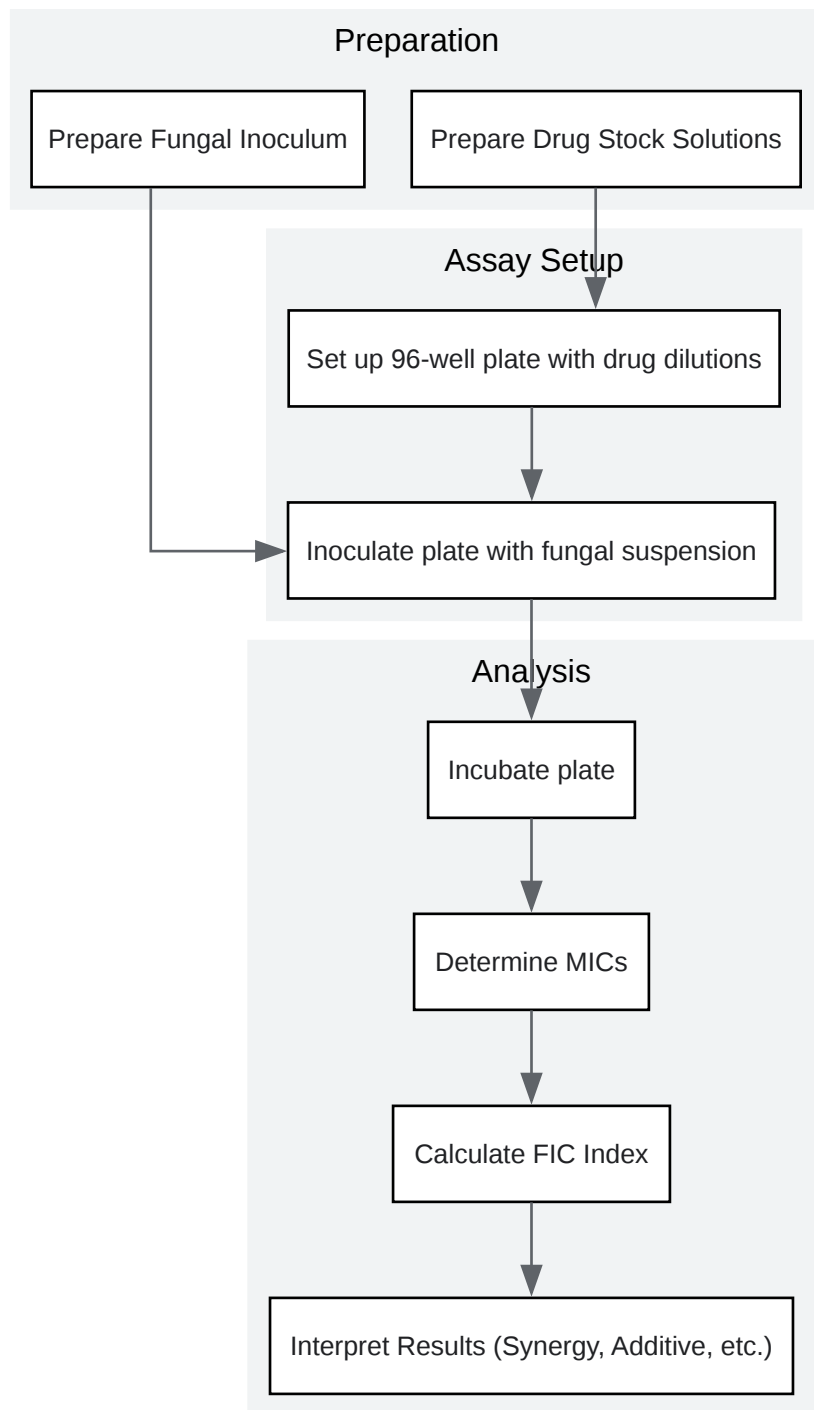 Preparation
Prepare Fungal Inoculum
Prepare Drug Stock Solutions
Assay Setup
Set up 96-well plate with drug dilutions
Inoculate plate with fungal suspension
Analysis
Incubate plate
Determine MICs
Calculate FIC Index
Interpret Results (Synergy, Additive, etc.)